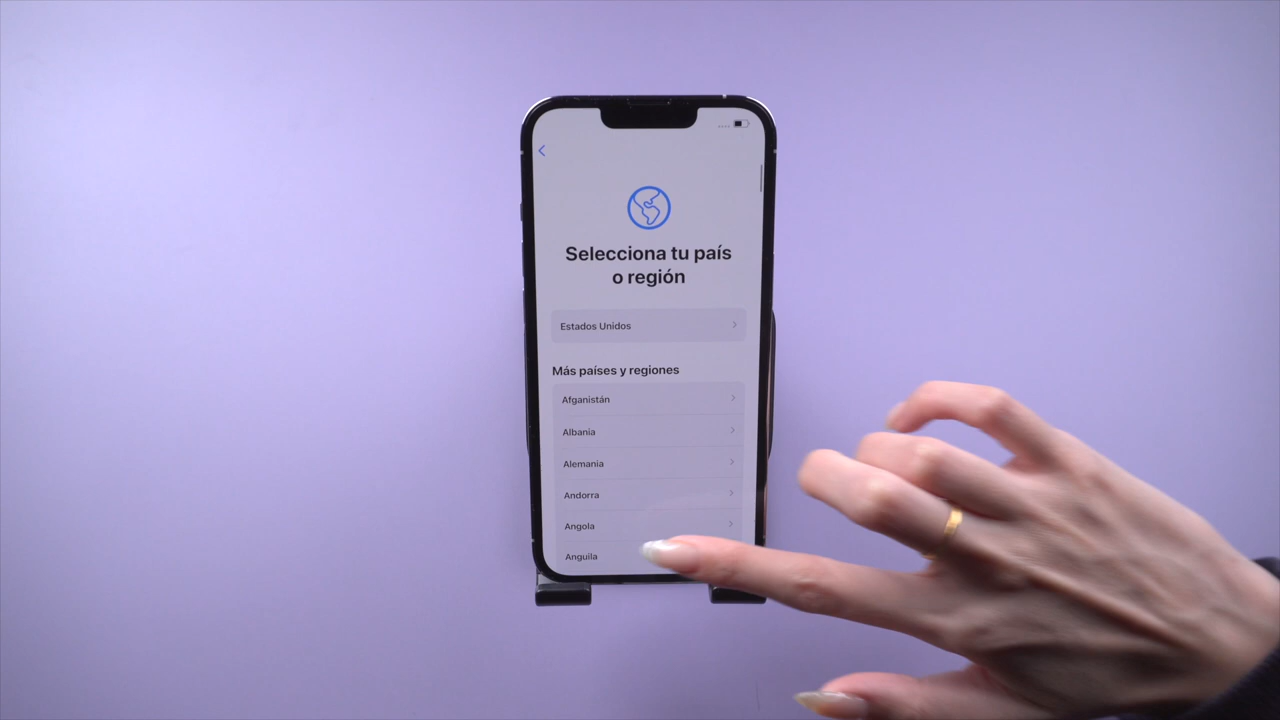 Selecciona tu país
o región
Estados Unidos
Más países y regiones
Afganistán
Albania
Alemania
Andorra
Angola
Anguila